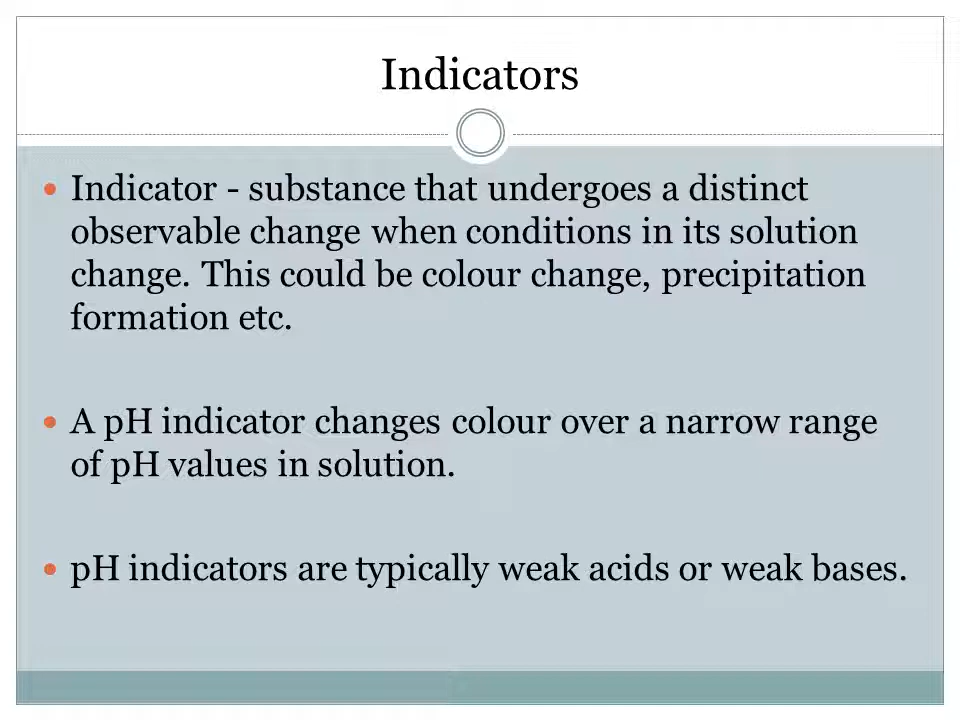 Indicators
Indicator - substance that undergoes a distinct
observable change when conditions in its solution
change. This could be colour change, precipitation
formation etc.
A pH indicator changes colour over a narrow range
of pH values in solution.
pH indicators are typically weak acids or weak bases.